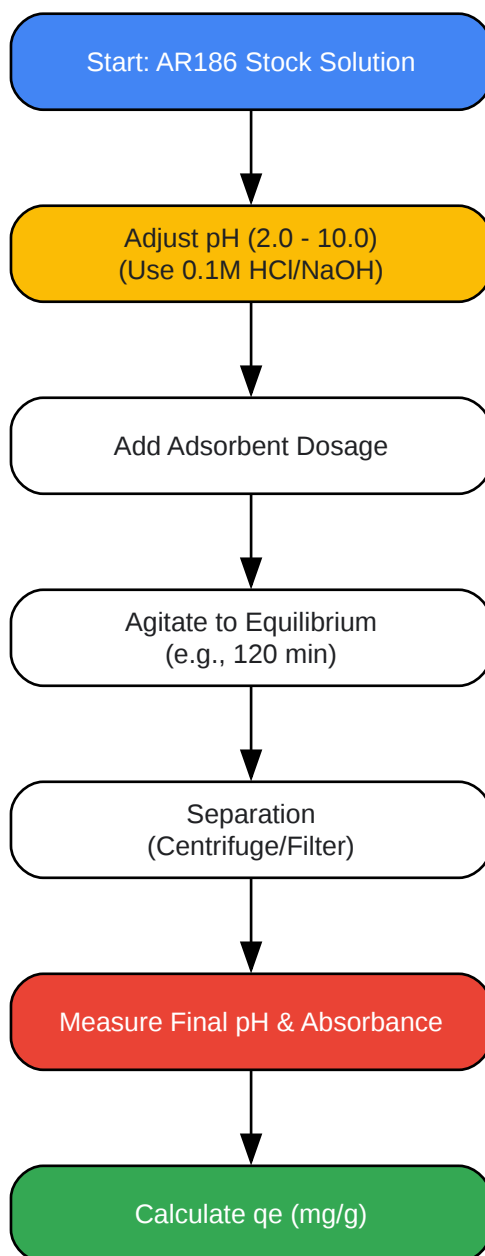 Start: AR186 Stock Solution
Adjust pH (2.0 - 10.0)
(Use 0.1M HCl/NaOH)
Add Adsorbent Dosage
Agitate to Equilibrium
(e.g., 120 min)
Separation
(Centrifuge/Filter)
Measure Final pH & Absorbance
Calculate qe (mg/g)